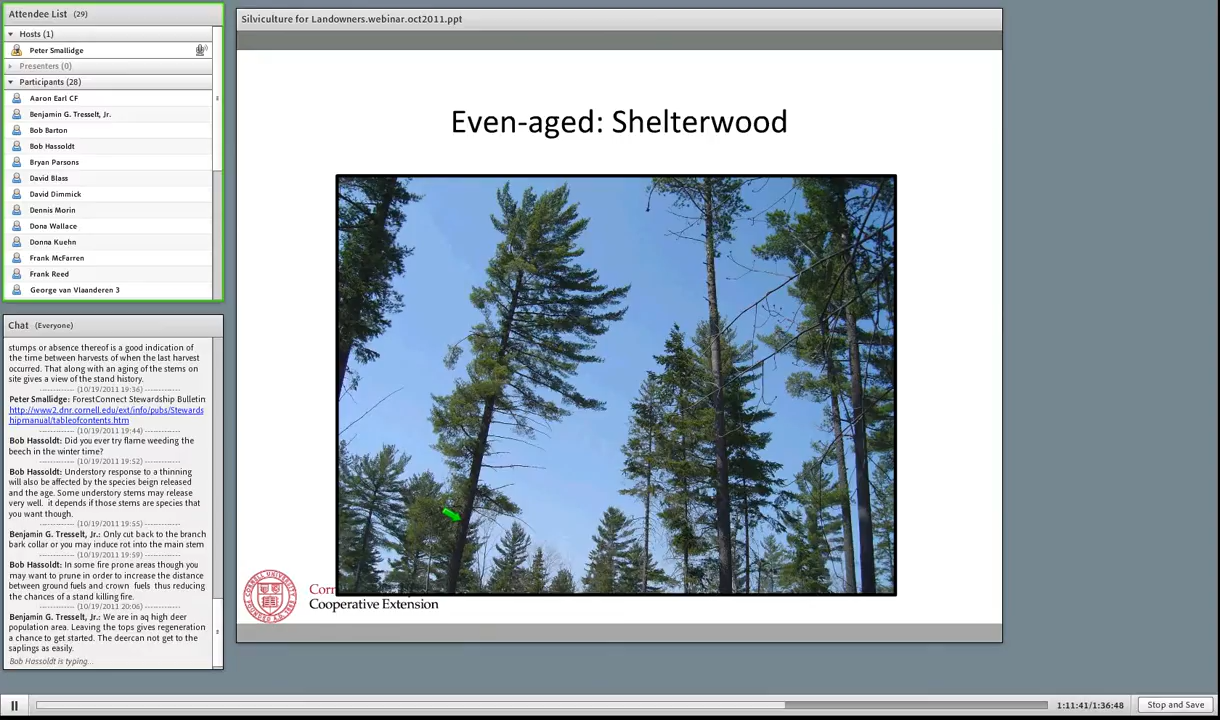 Attendee List (29)
Hosts (1)
Peter Smallidge
Presenters (0)
Participants (28)
Aaron Earl CF
Benjamin G. Tresselt, Jr.
Bob Barton
Bob Hassoldt
Bryan Parsons
David Blass
David Dimmick
Dennis Morin
Dona Wallace
Donna Kuehn
Frank McFarren
Frank Reed
George van Vlaanderen 3
Chat (Everyone)
stumps or absence thereof is a good indication of
the time between harvests of when the last harvest
occurred. That along with an aging of the stems on
site gives a view of the stand history.
------------ (10/19/2011 19:36) ------------
Peter Smallidge: ForestConnect Stewardship Bulletin
http://www2.dnr.cornell.edu/ext/info/pubs/Stewards
hipmanual/tableofcontents.htm
------------ (10/19/2011 19:44) ------------
Bob Hassoldt: Did you ever try flame weeding the
beech in the winter time?
------------ (10/19/2011 19:52) ------------
Bob Hassoldt: Understory response to a thinning
will also be affected by the species beign released
and the age. Some understory stems may release
very well. it depends if those stems are species that
you want though.
------------ (10/19/2011 19:55) ------------
Benjamin G. Tresselt, Jr.: Only cut back to the branch
bark collar or you may induce rot into the main stem
------------ (10/19/2011 19:59) ------------
Bob Hassoldt: In some fire prone areas though you
may want to prune in order to increase the distance
between ground fuels and crown fuels thus reducing
the chances of a stand killing fire.
------------ (10/19/2011 20:06) ------------
Benjamin G. Tresselt, Jr.: We are in aq high deer
population area. Leaving the tops gives regeneration
a chance to get started. The deercan not get to the
saplings as easily.
Bob Hassoldt is typing...
Silviculture for Landowners.webinar.oct2011.ppt
Even-aged: Shelterwood
Cooperative Extension
1:11:41/1:36:48
Stop and Save